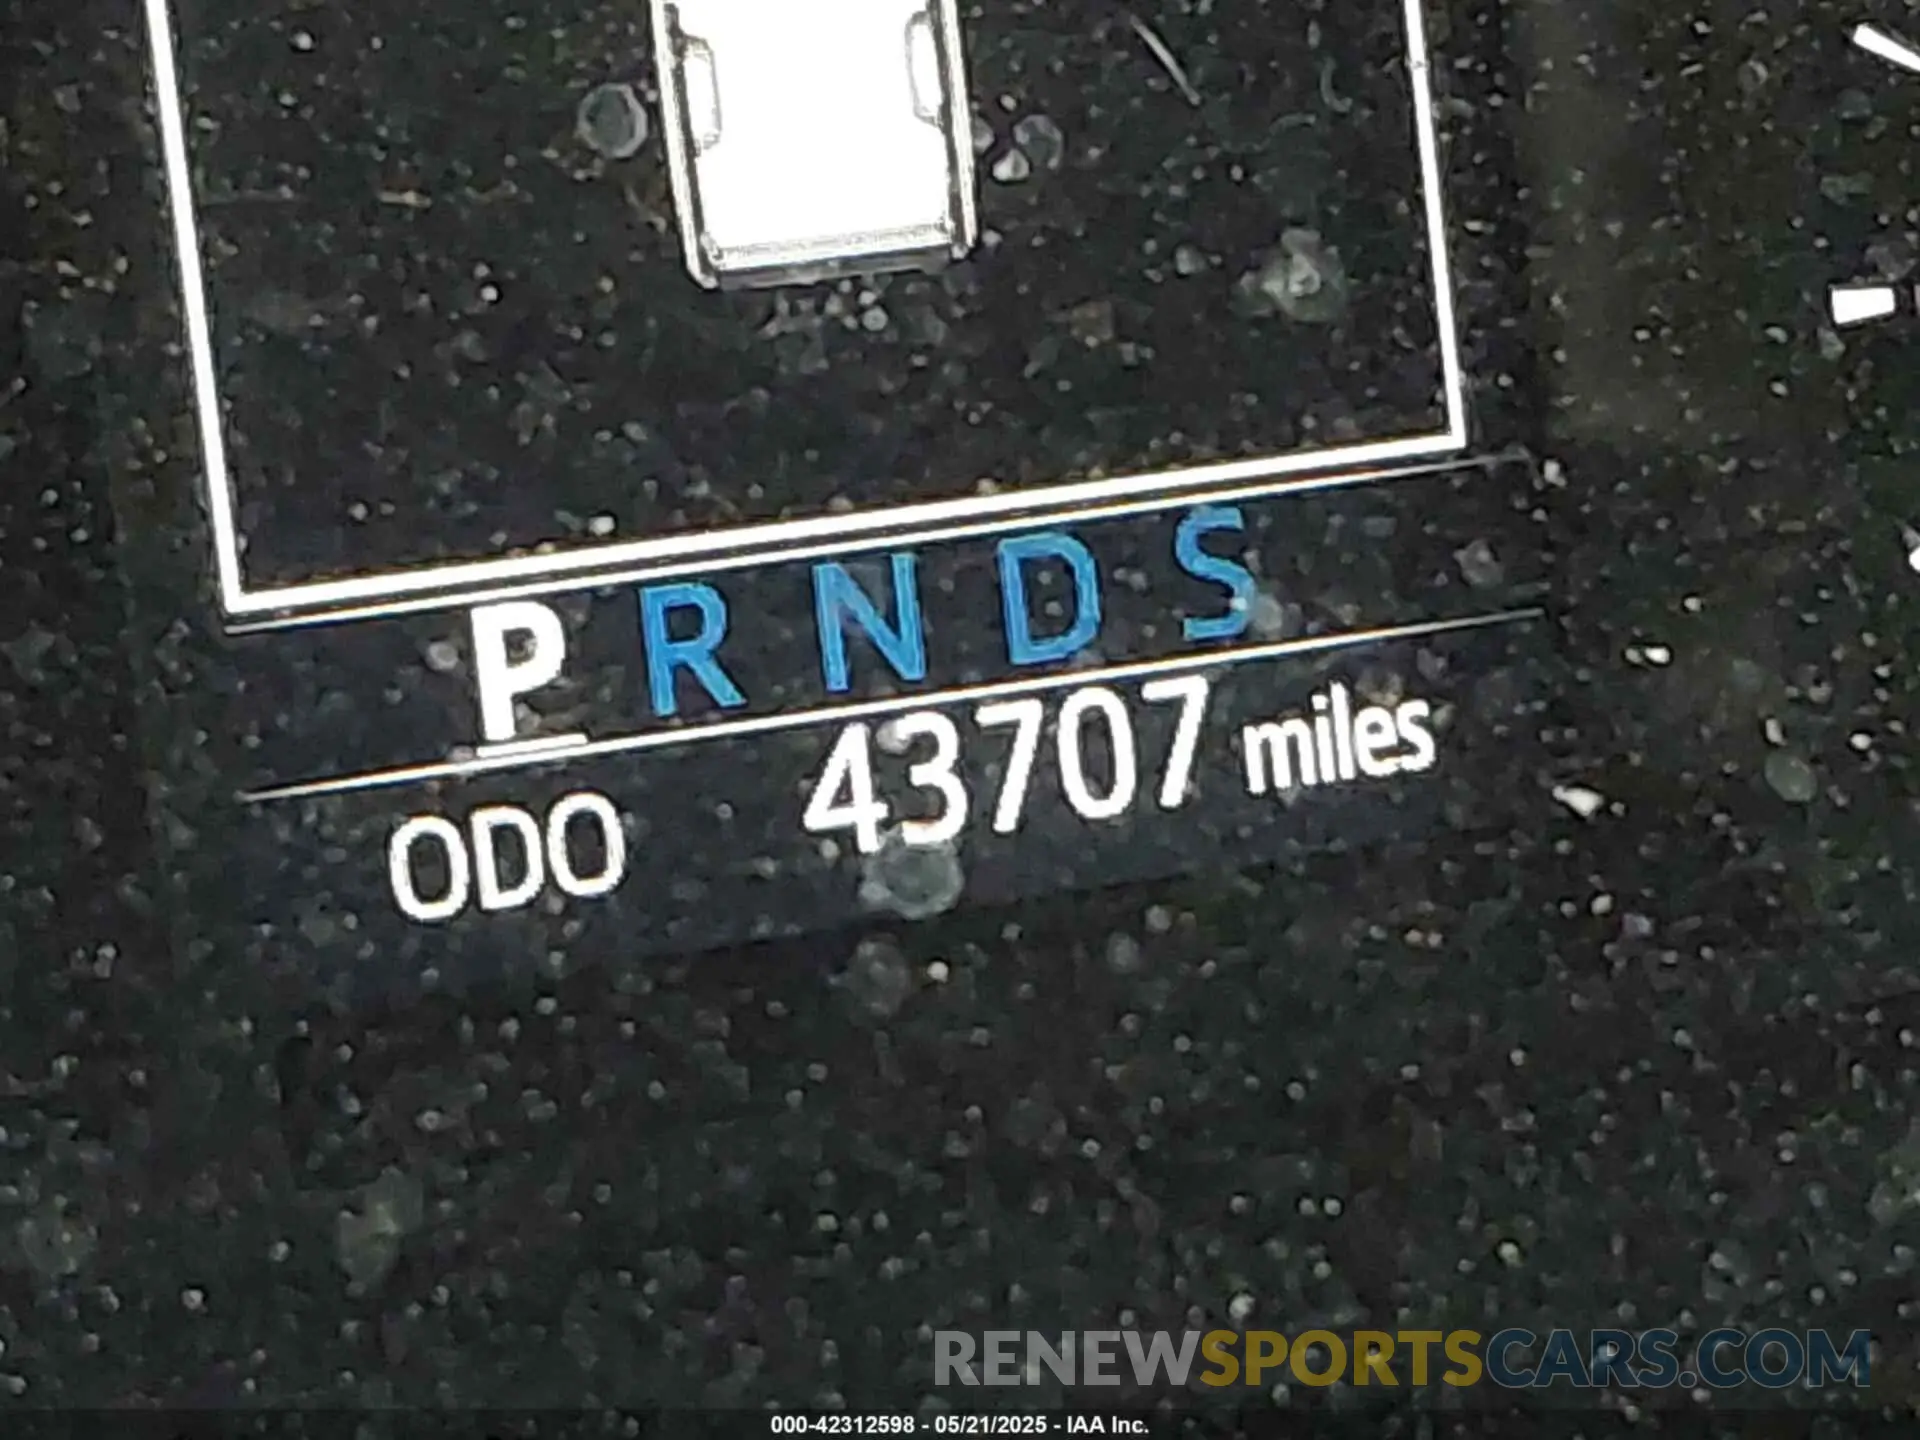 P R N D S
ODO 43707 miles
RENEWSPORTSCARS.COM
000-42312598 - 05/21/2025 - IAA Inc.